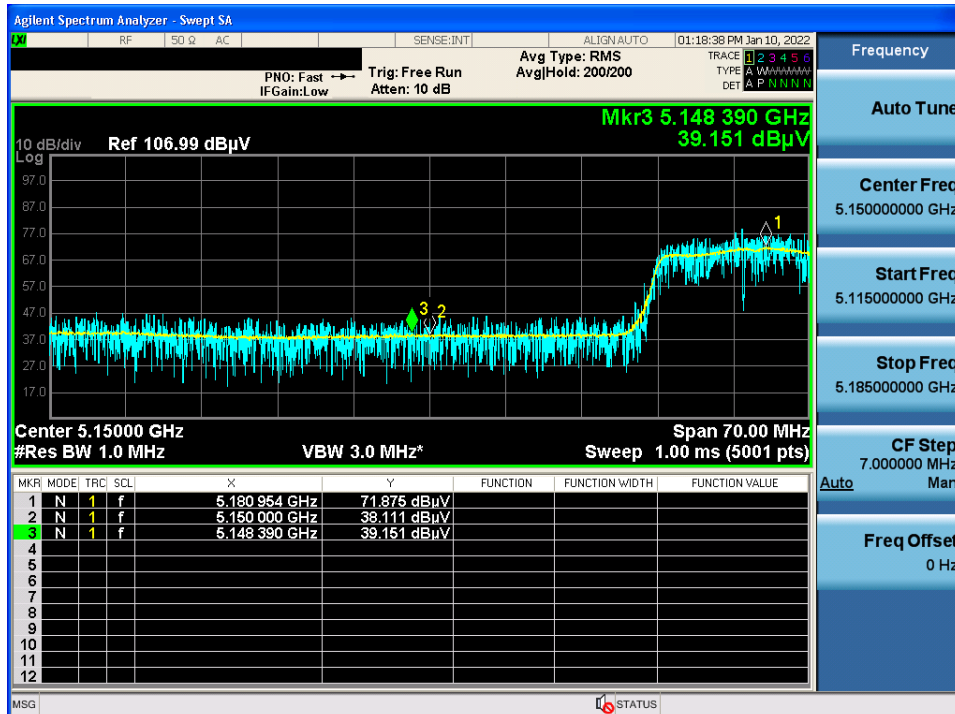 Agilent Spectrum Analyzer - Swept SA
LXI RF 50 Ω AC SENSE:INT ALIGN AUTO 01:18:38 PM Jan 10, 2022
PNO: Fast Trig: Free Run Avg Type: RMS TRACE 1 2 3 4 5 6
IFGain:Low Atten: 10 dB Avg|Hold: 200/200 TYPE A WWWWW
DET A P N N N N
Mkr3 5.148 390 GHz
39.151 dBµV
10 dB/div Ref 106.99 dBµV
Log
97.0
87.0
77.0
67.0
57.0
47.0
37.0
27.0
17.0
1
3 2
Center 5.15000 GHz Span 70.00 MHz
#Res BW 1.0 MHz VBW 3.0 MHz* Sweep 1.00 ms (5001 pts)
MKR MODE TRC SCL X Y FUNCTION FUNCTION WIDTH FUNCTION VALUE
1 N 1 f 5.180 954 GHz 71.875 dBµV
2 N 1 f 5.150 000 GHz 38.111 dBµV
3 N 1 f 5.148 390 GHz 39.151 dBµV
4
5
6
7
8
9
10
11
12
MSG STATUS
Frequency
Auto Tune
Center Freq
5.150000000 GHz
Start Freq
5.115000000 GHz
Stop Freq
5.185000000 GHz
CF Step
7.000000 MHz
Auto Man
Freq Offset
0 Hz